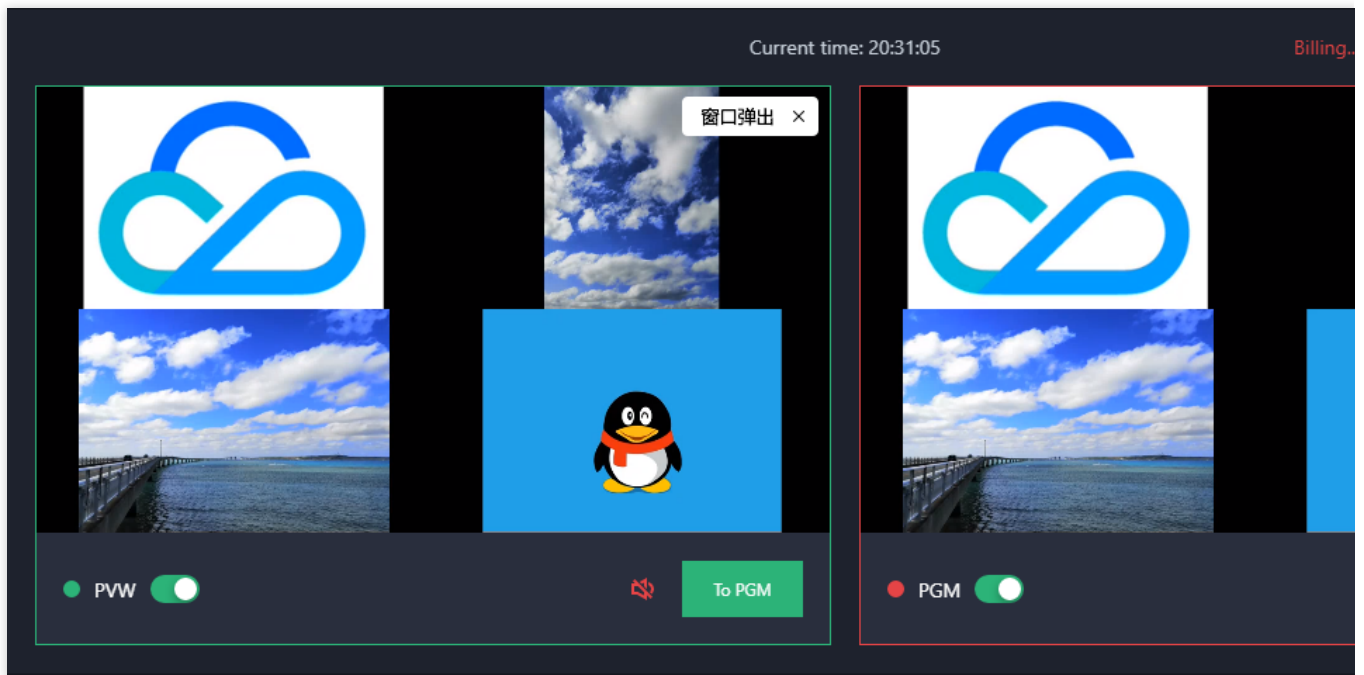 Current time: 20:31:05
Billing..
窗口弹出 ×
PVW
To PGM
PGM